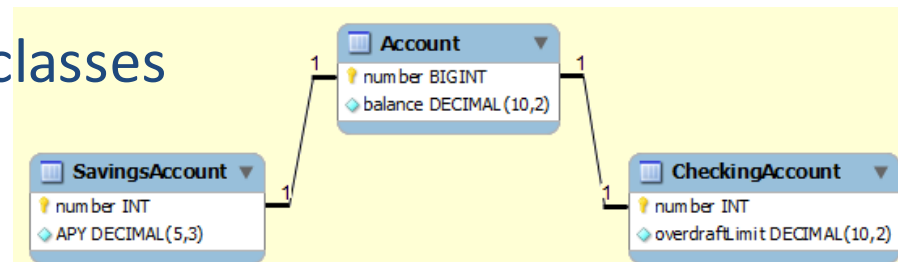 classes
Account
number BIGINT
balance DECIMAL(10,2)
1
1
SavingsAccount
number INT
APY DECIMAL(5,3)
1
1
CheckingAccount
number INT
overdraftLimit DECIMAL(10,2)